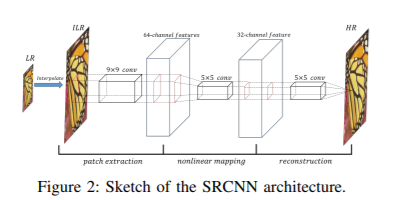 ILR
HR
64-channel features
32-channel feature
LR
9×9 conv
5×5 conv
5×5 conv
Interpolate
patch extraction
nonlinear mapping
reconstruction
Figure 2: Sketch of the SRCNN architecture.